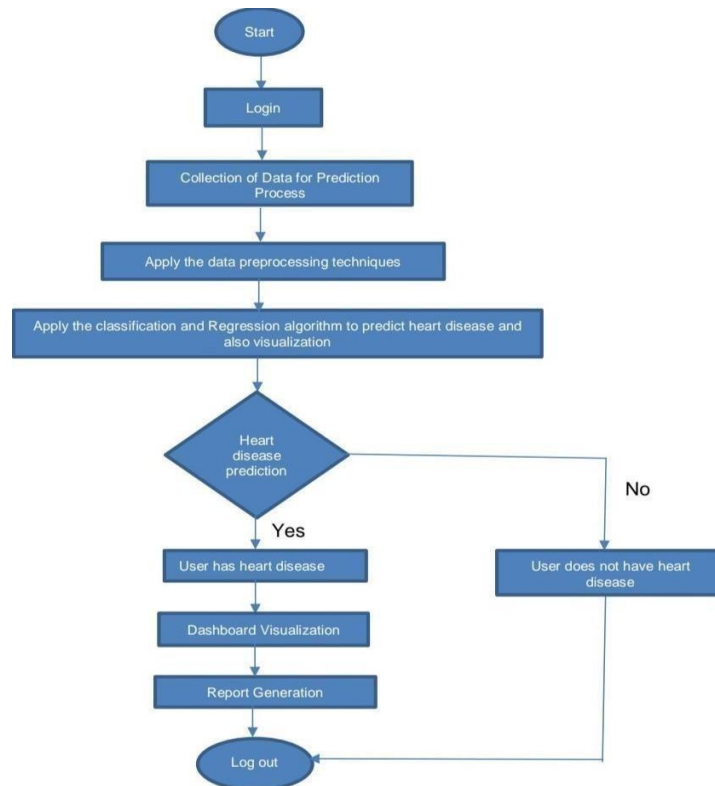 Start
Login
Collection of Data for Prediction
Process
Apply the data preprocessing techniques
Apply the classification and Regression algorithm to predict heart disease and
also visualization
Heart
disease
prediction
No
Yes
User has heart disease
User does not have heart
disease
Dashboard Visualization
Report Generation
Log out